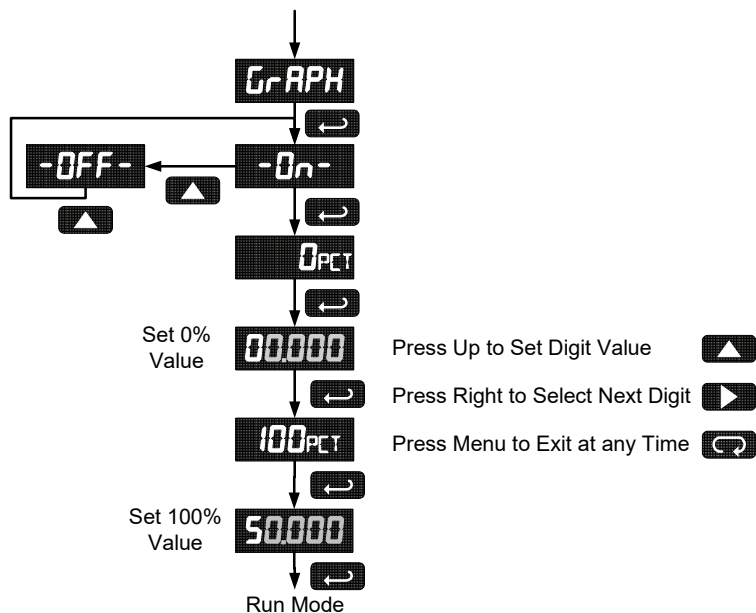 GrAPH
-OFF-
-On-
0PCT
Set 0%
Value
00.000
Press Up to Set Digit Value
Press Right to Select Next Digit
100PCT
Press Menu to Exit at any Time
Set 100%
Value
50.000
Run Mode